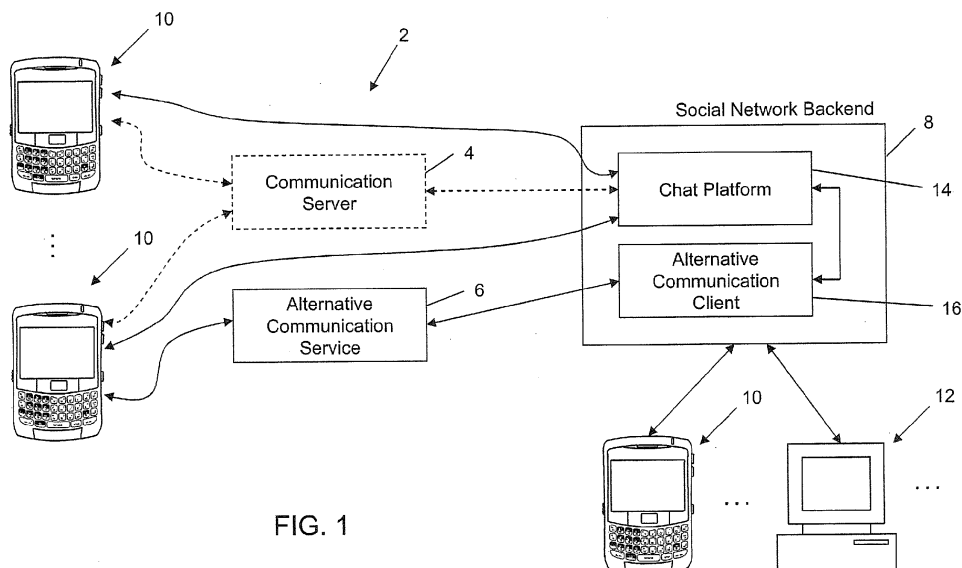 10
2
Social Network Backend
8
4
Communication
Server
Chat Platform
14
10
Alternative
Communication
Client
16
6
Alternative
Communication
Service
10
12
FIG. 1